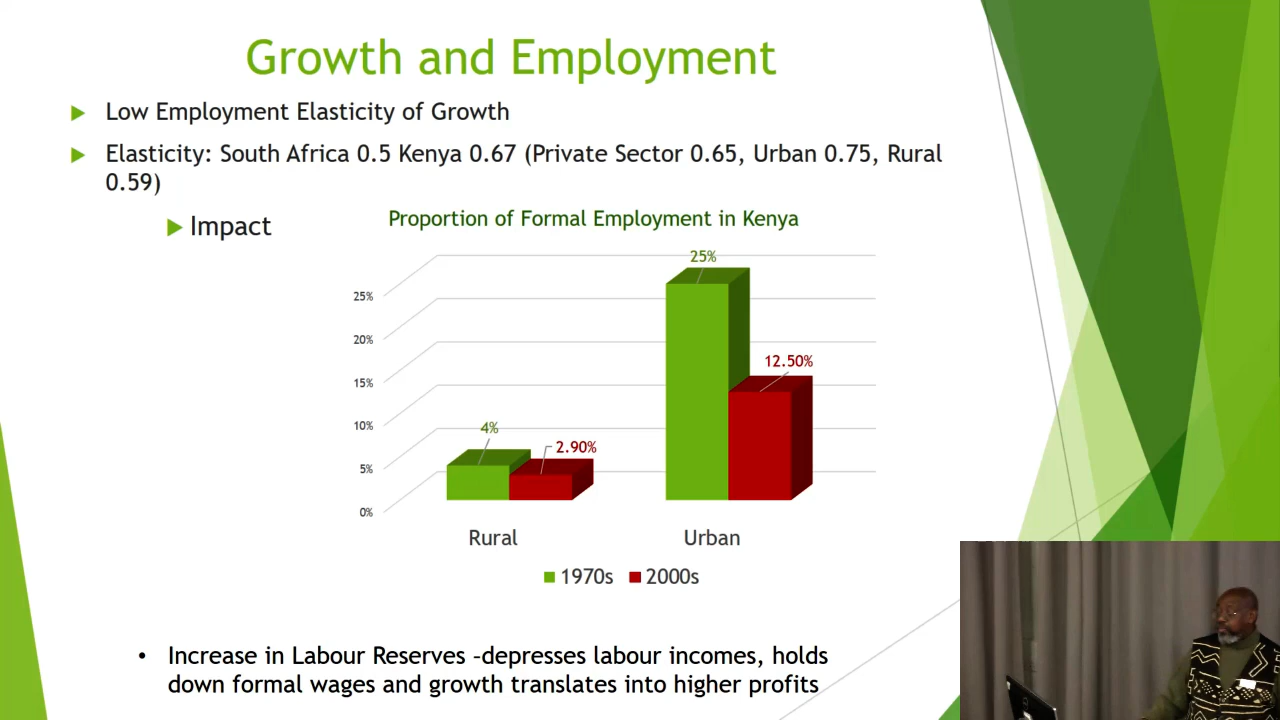 Growth and Employment
Low Employment Elasticity of Growth
Elasticity: South Africa 0.5 Kenya 0.67 (Private Sector 0.65, Urban 0.75, Rural
0.59)
Impact
Proportion of Formal Employment in Kenya
25%
25%
20%
15%
10%
5%
0%
12.50%
4%
2.90%
Rural
Urban
1970s
2000s
Increase in Labour Reserves –depresses labour incomes, holds
down formal wages and growth translates into higher profits